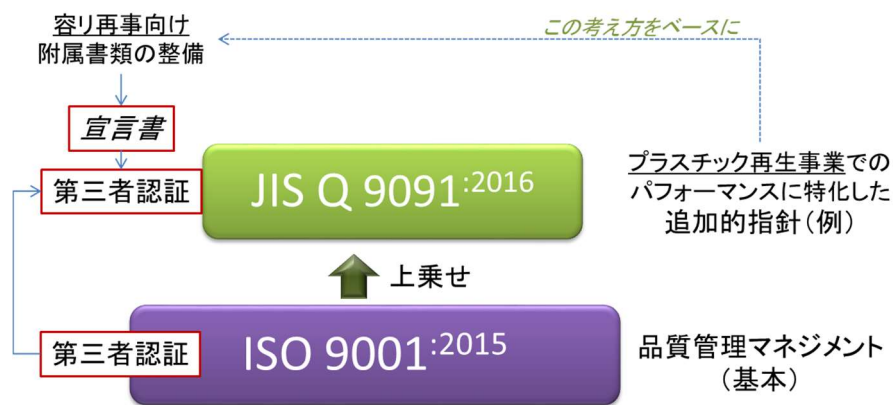 容リ再事向け
附属書類の整備
この考え方をベースに
宣言書
第三者認証
JIS Q 9091:2016
プラスチック再生事業での
パフォーマンスに特化した
追加的指針(例)
上乗せ
第三者認証
ISO 9001:2015
品質管理マネジメント
(基本)